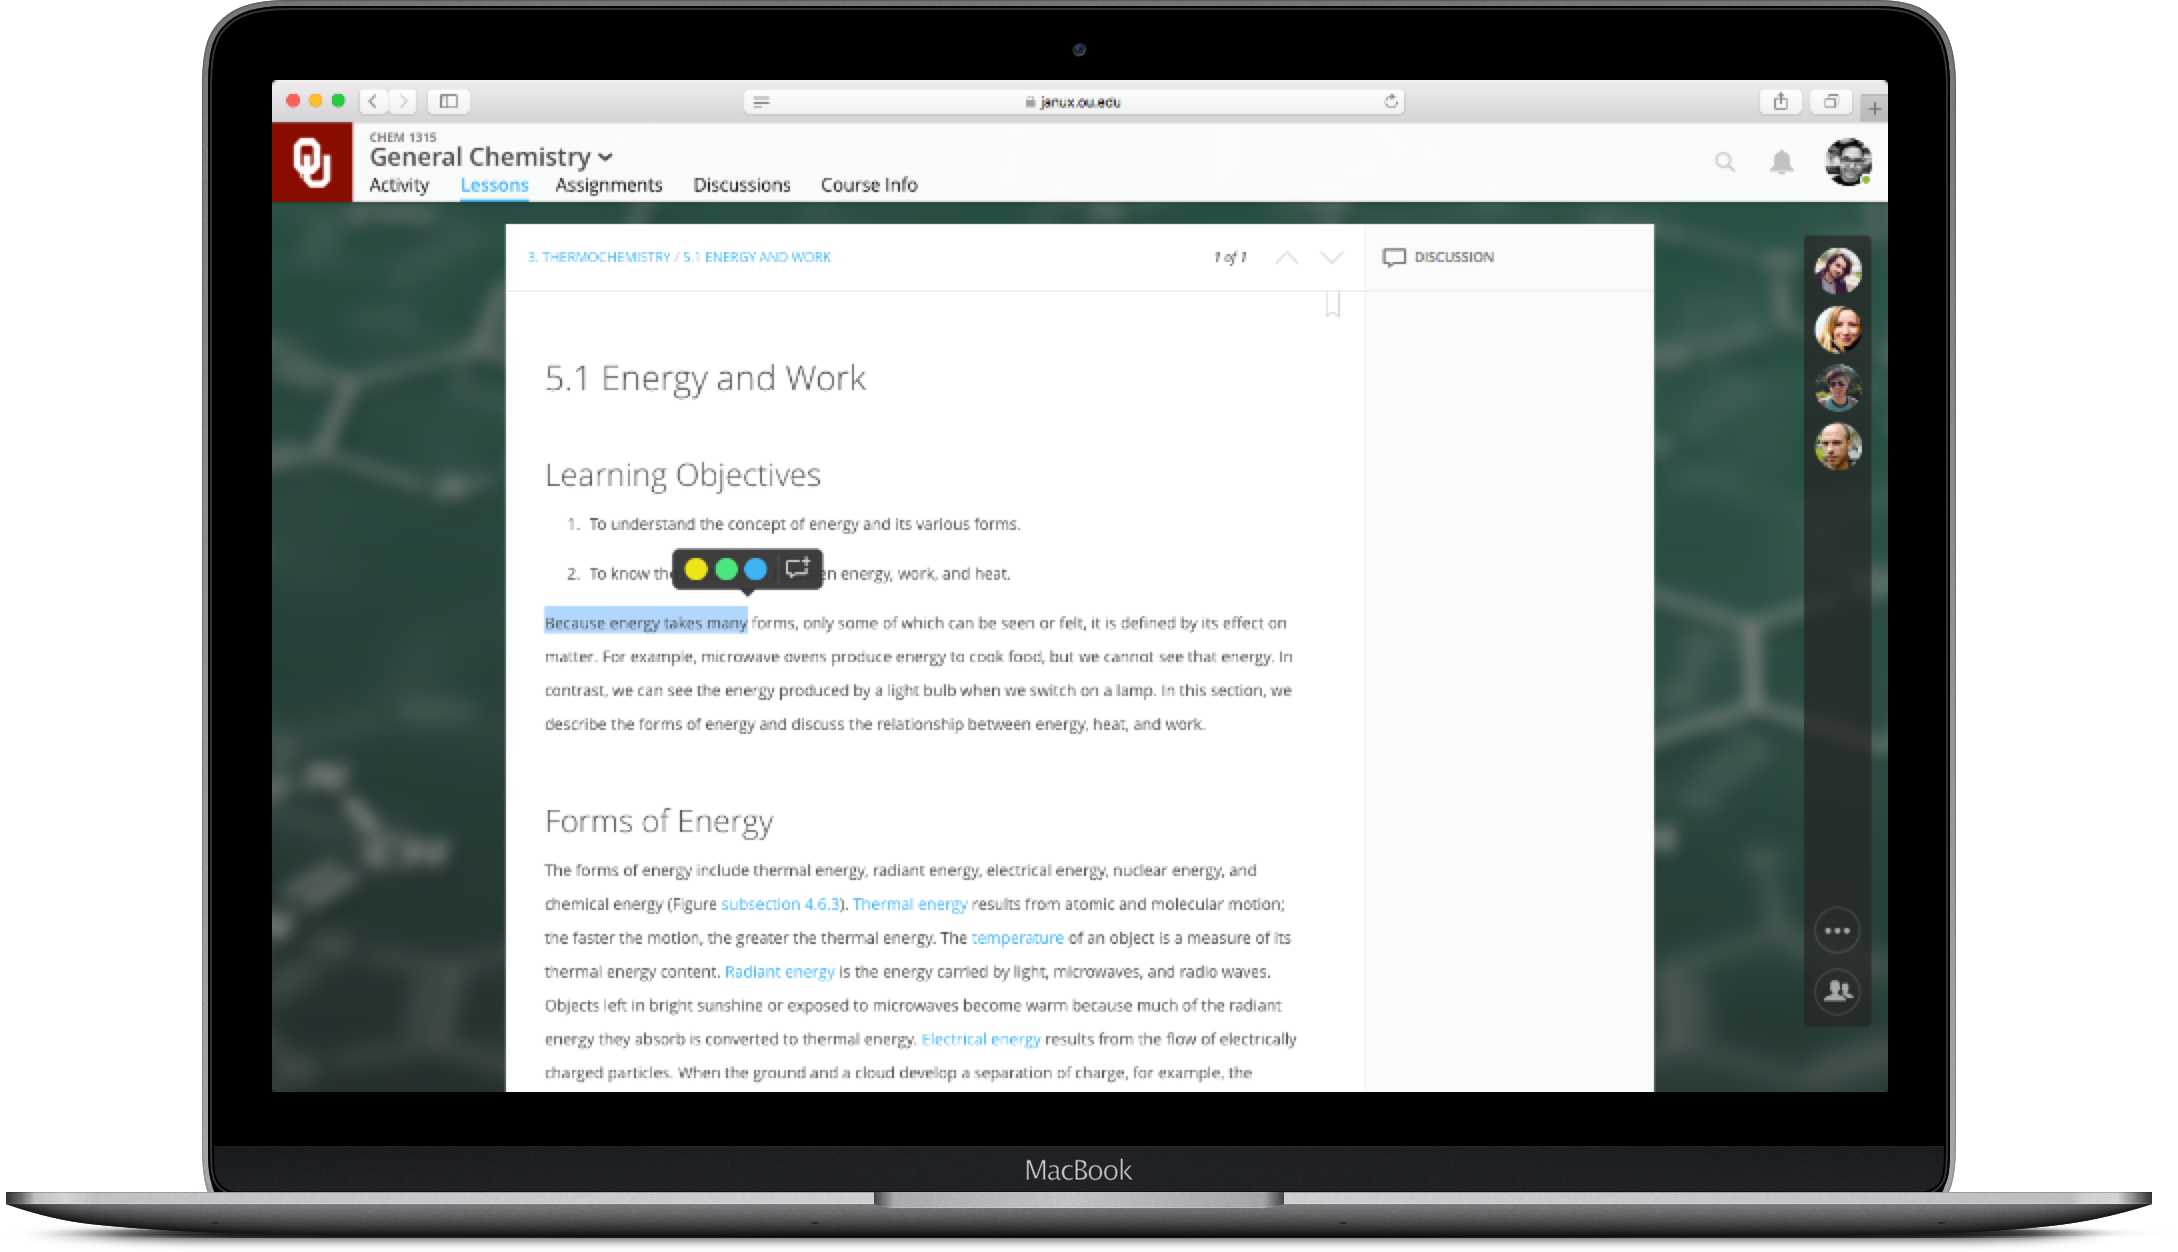 janux.ou.edu
OU
CHEM 1315
General Chemistry
Activity Lessons Assignments Discussions Course Info
3. THERMOCHEMISTRY / 5.1 ENERGY AND WORK
1 of 1
DISCUSSION
5.1 Energy and Work
Learning Objectives
1. To understand the concept of energy and its various forms.
2. To know the en energy, work, and heat.
Because energy takes many forms, only some of which can be seen or felt, it is defined by its effect on
matter. For example, microwave ovens produce energy to cook food, but we cannot see that energy. In
contrast, we can see the energy produced by a light bulb when we switch on a lamp. In this section, we
describe the forms of energy and discuss the relationship between energy, heat, and work.
Forms of Energy
The forms of energy include thermal energy, radiant energy, electrical energy, nuclear energy, and
chemical energy (Figure subsection 4.6.3). Thermal energy results from atomic and molecular motion;
the faster the motion, the greater the thermal energy. The temperature of an object is a measure of its
thermal energy content. Radiant energy is the energy carried by light, microwaves, and radio waves.
Objects left in bright sunshine or exposed to microwaves become warm because much of the radiant
energy they absorb is converted to thermal energy. Electrical energy results from the flow of electrically
charged particles. When the ground and a cloud develop a separation of charge, for example, the
MacBook